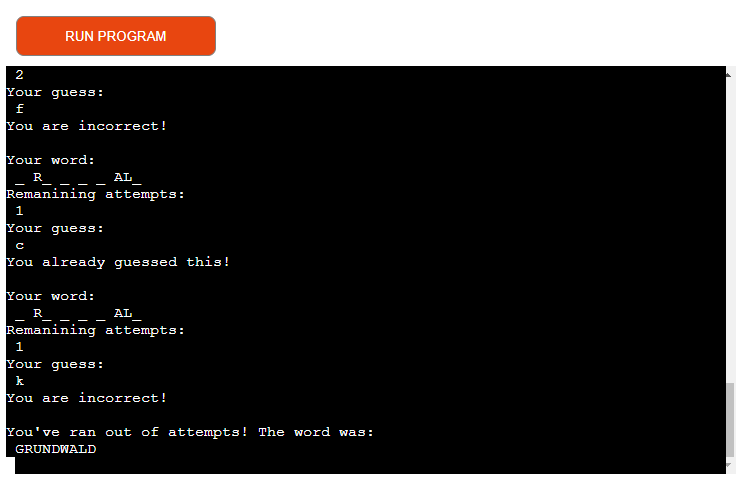 RUN PROGRAM
2
Your guess:
f
You are incorrect!
Your word:
_ R_ _ _ _ AL_
Remanining attempts:
1
Your guess:
c
You already guessed this!
Your word:
_ R_ _ _ _ AL_
Remanining attempts:
1
Your guess:
k
You are incorrect!
You've ran out of attempts! The word was:
GRUNDWALD